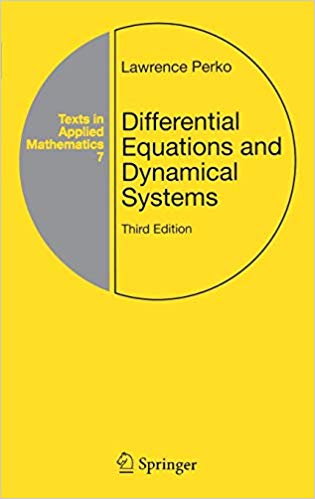 Lawrence Perko
Texts in
Applied
Mathematics
7
Differential
Equations and
Dynamical
Systems
Third Edition
Springer